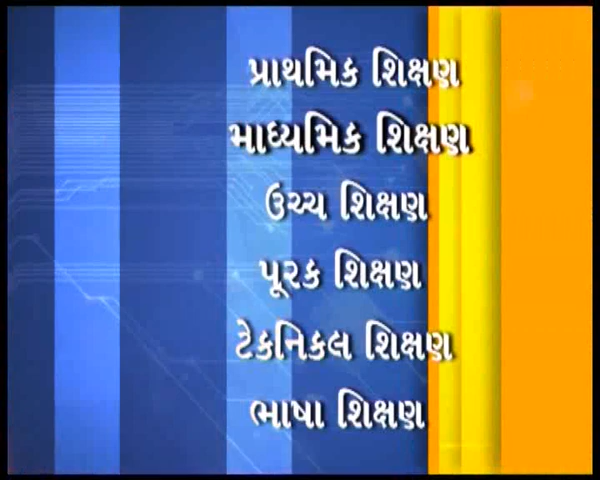 પ્રાથમિક શિક્ષણ
માધ્યમિક શિક્ષણ
ઉચ્ચ શિક્ષણ
પૂરક શિક્ષણ
ટેકનિકલ શિક્ષણ
ભાષા શિક્ષણ